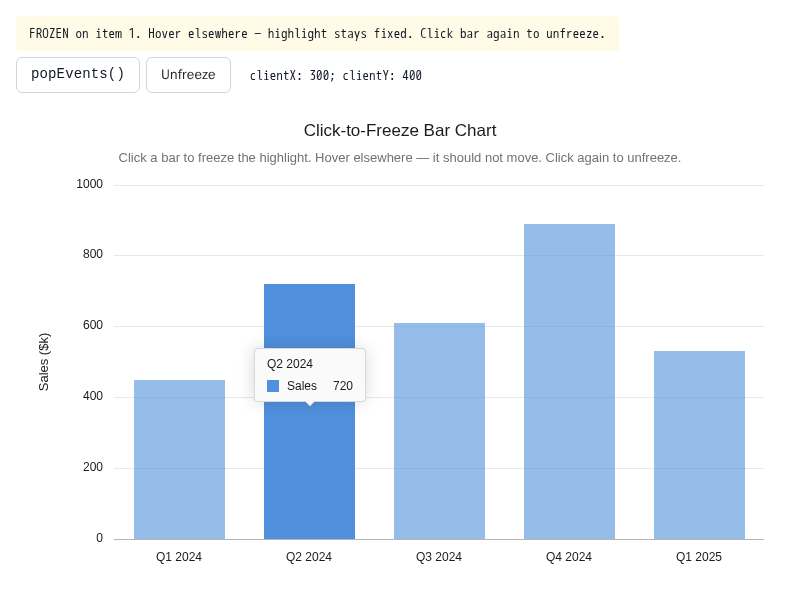 FROZEN on item 1. Hover elsewhere — highlight stays fixed. Click bar again to unfreeze.
popEvents() Unfreeze clientX: 300; clientY: 400
Click-to-Freeze Bar Chart
Click a bar to freeze the highlight. Hover elsewhere — it should not move. Click again to unfreeze.
1000
800
600
400
200
0
Sales ($k)
Q2 2024
Sales 720
Q1 2024 Q2 2024 Q3 2024 Q4 2024 Q1 2025